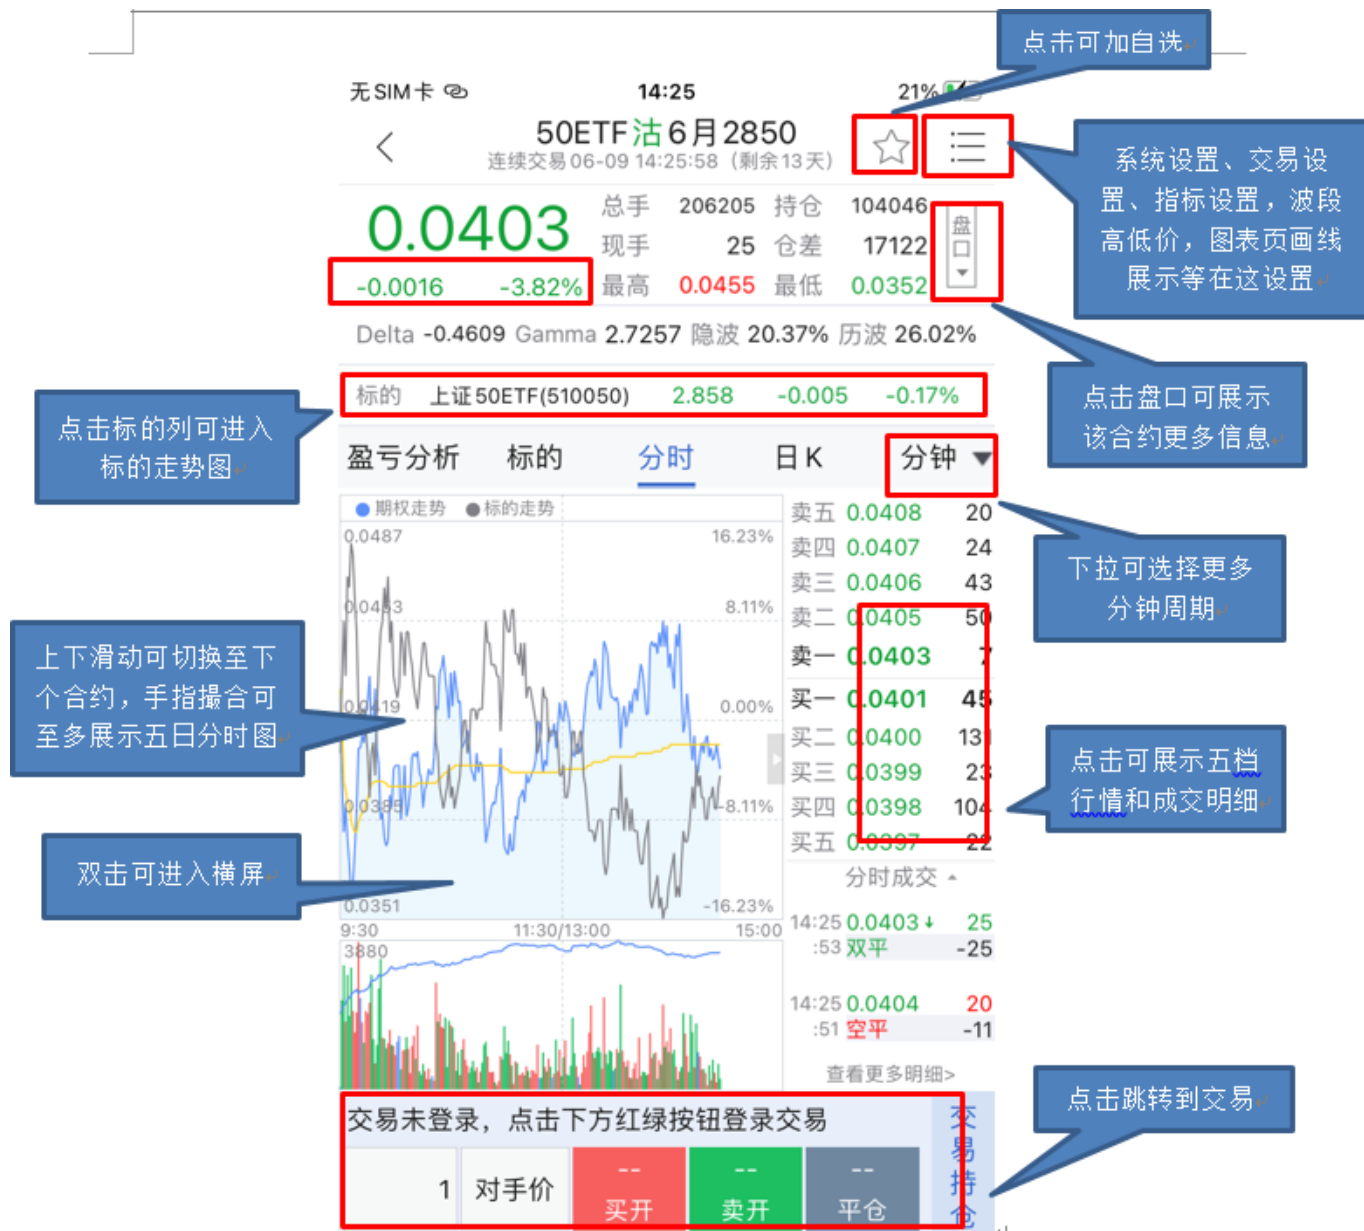 点击可加自选
无SIM卡
14:25
21%
50ETF沽6月2850
连续交易 06-09 14:25:58（剩余13天）
系统设置、交易设
置、指标设置，波段
高低价，图表页画线
展示等在这设置
0.0403
总手 206205 持仓 104046
现手 25 仓差 17122
-0.0016 -3.82% 最高 0.0455 最低 0.0352
盘口
Delta -0.4609 Gamma 2.7257 隐波 20.37% 历波 26.02%
标的 上证50ETF(510050) 2.858 -0.005 -0.17%
点击盘口可展示
该合约更多信息
点击标的列可进入
标的走势图
盈亏分析 标的 分时 日K 分钟
期权走势 标的走势
0.0487 16.23%
0.0453 8.11%
0.0419 0.00%
0.0385 -8.11%
0.0351 -16.23%
9:30 11:30/13:00 15:00
3880
卖五 0.0408 20
卖四 0.0407 24
卖三 0.0406 43
卖二 0.0405 50
卖一 0.0403 7
买一 0.0401 45
买二 0.0400 131
买三 0.0399 23
买四 0.0398 104
买五 0.0397 22
下拉可选择更多
分钟周期
上下滑动可切换至下
个合约，手指撮合可
至多展示五日分时图
点击可展示五档
行情和成交明细
双击可进入横屏
分时成交
14:25 0.0403 25
:53 双平 -25
14:25 0.0404 20
:51 空平 -11
查看更多明细>
点击跳转到交易
交易未登录，点击下方红绿按钮登录交易
1 对手价
-- 买开
-- 卖开
-- 平仓
交易持仓